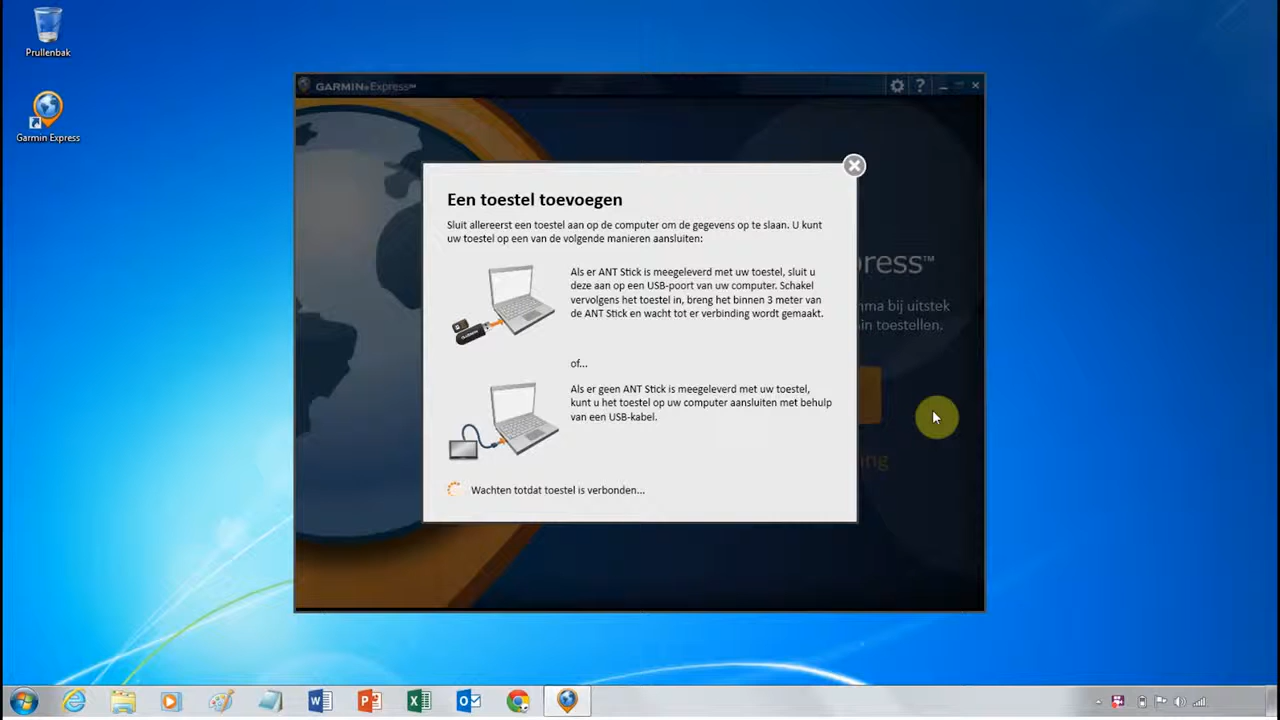 Prullenbak
Garmin Express
GARMIN Express™
Een toestel toevoegen
Sluit allereerst een toestel aan op de computer om de gegevens op te slaan. U kunt
uw toestel op een van de volgende manieren aansluiten:
Als er ANT Stick is meegeleverd met uw toestel, sluit u
deze aan op een USB-poort van uw computer. Schakel
vervolgens het toestel in, breng het binnen 3 meter van
de ANT Stick en wacht tot er verbinding wordt gemaakt.
of...
Als er geen ANT Stick is meegeleverd met uw toestel,
kunt u het toestel op uw computer aansluiten met behulp
van een USB-kabel.
Wachten totdat toestel is verbonden...
press™
ma bij uitstek
in toestellen.
ng